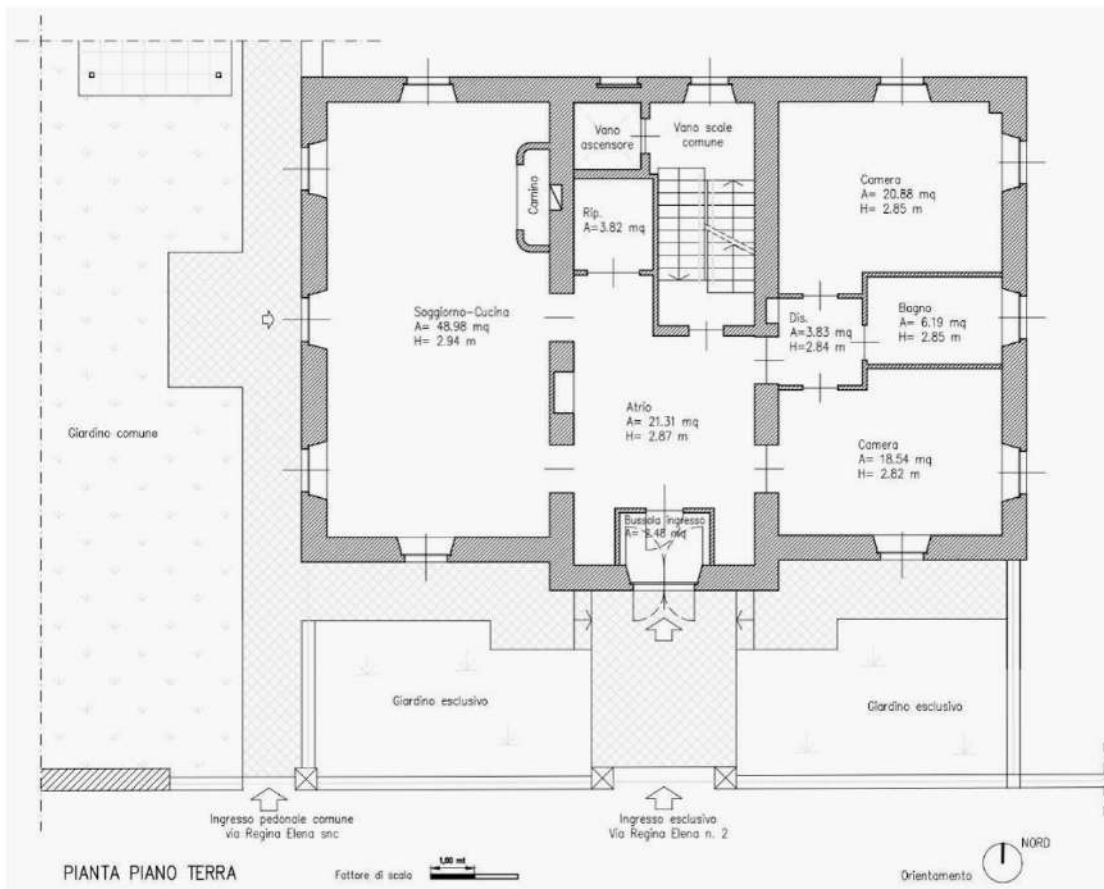 Vano
ascensore
Vano scale
comune
Camino
Rip.
A=3.82 mq
Camera
A= 20.88 mq
H= 2.85 m
Soggiorno-Cucina
A= 48.98 mq
H= 2.94 m
Dis.
A=3.83 mq
H=2.84 m
Bagno
A= 6.19 mq
H= 2.85 m
Atrio
A= 21.31 mq
H= 2.87 m
Camera
A= 18.54 mq
H= 2.82 m
Giardino comune
Bussola ingresso
A= mq
Giardino esclusivo
Giardino esclusivo
Ingresso pedonale comune
via Regina Elena snc
Ingresso esclusivo
Via Regina Elena n. 2
PIANTA PIANO TERRA
Fattore di scala
1,00 mt
Orientamento
NORD